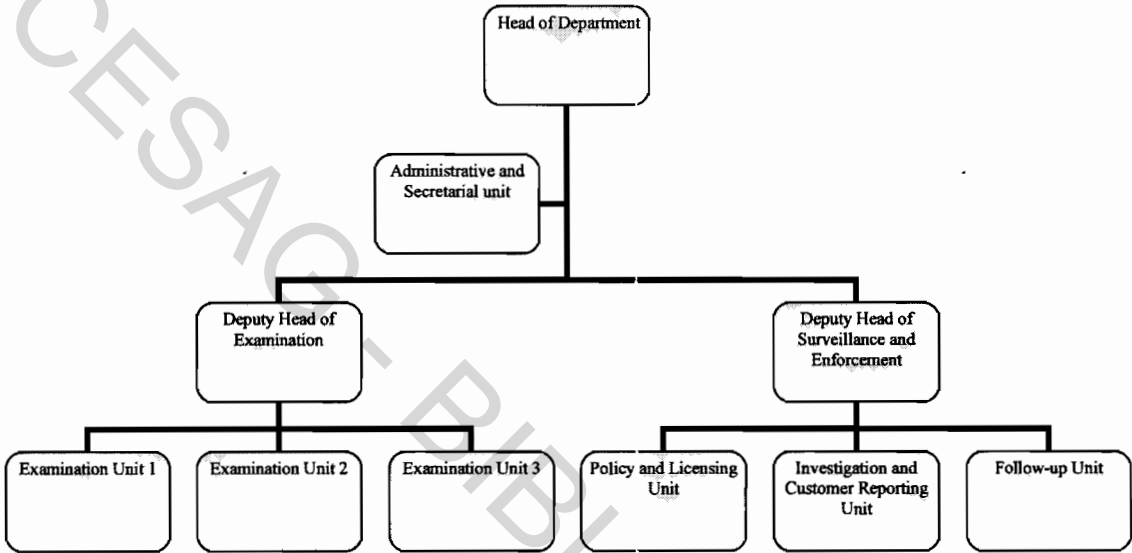 Head of Department
Administrative and
Secretarial unit
Deputy Head of
Examination
Deputy Head of
Surveillance and
Enforcement
Examination Unit 1
Examination Unit 2
Examination Unit 3
Policy and Licensing
Unit
Investigation and
Customer Reporting
Unit
Follow-up Unit
CESAG - BIBL